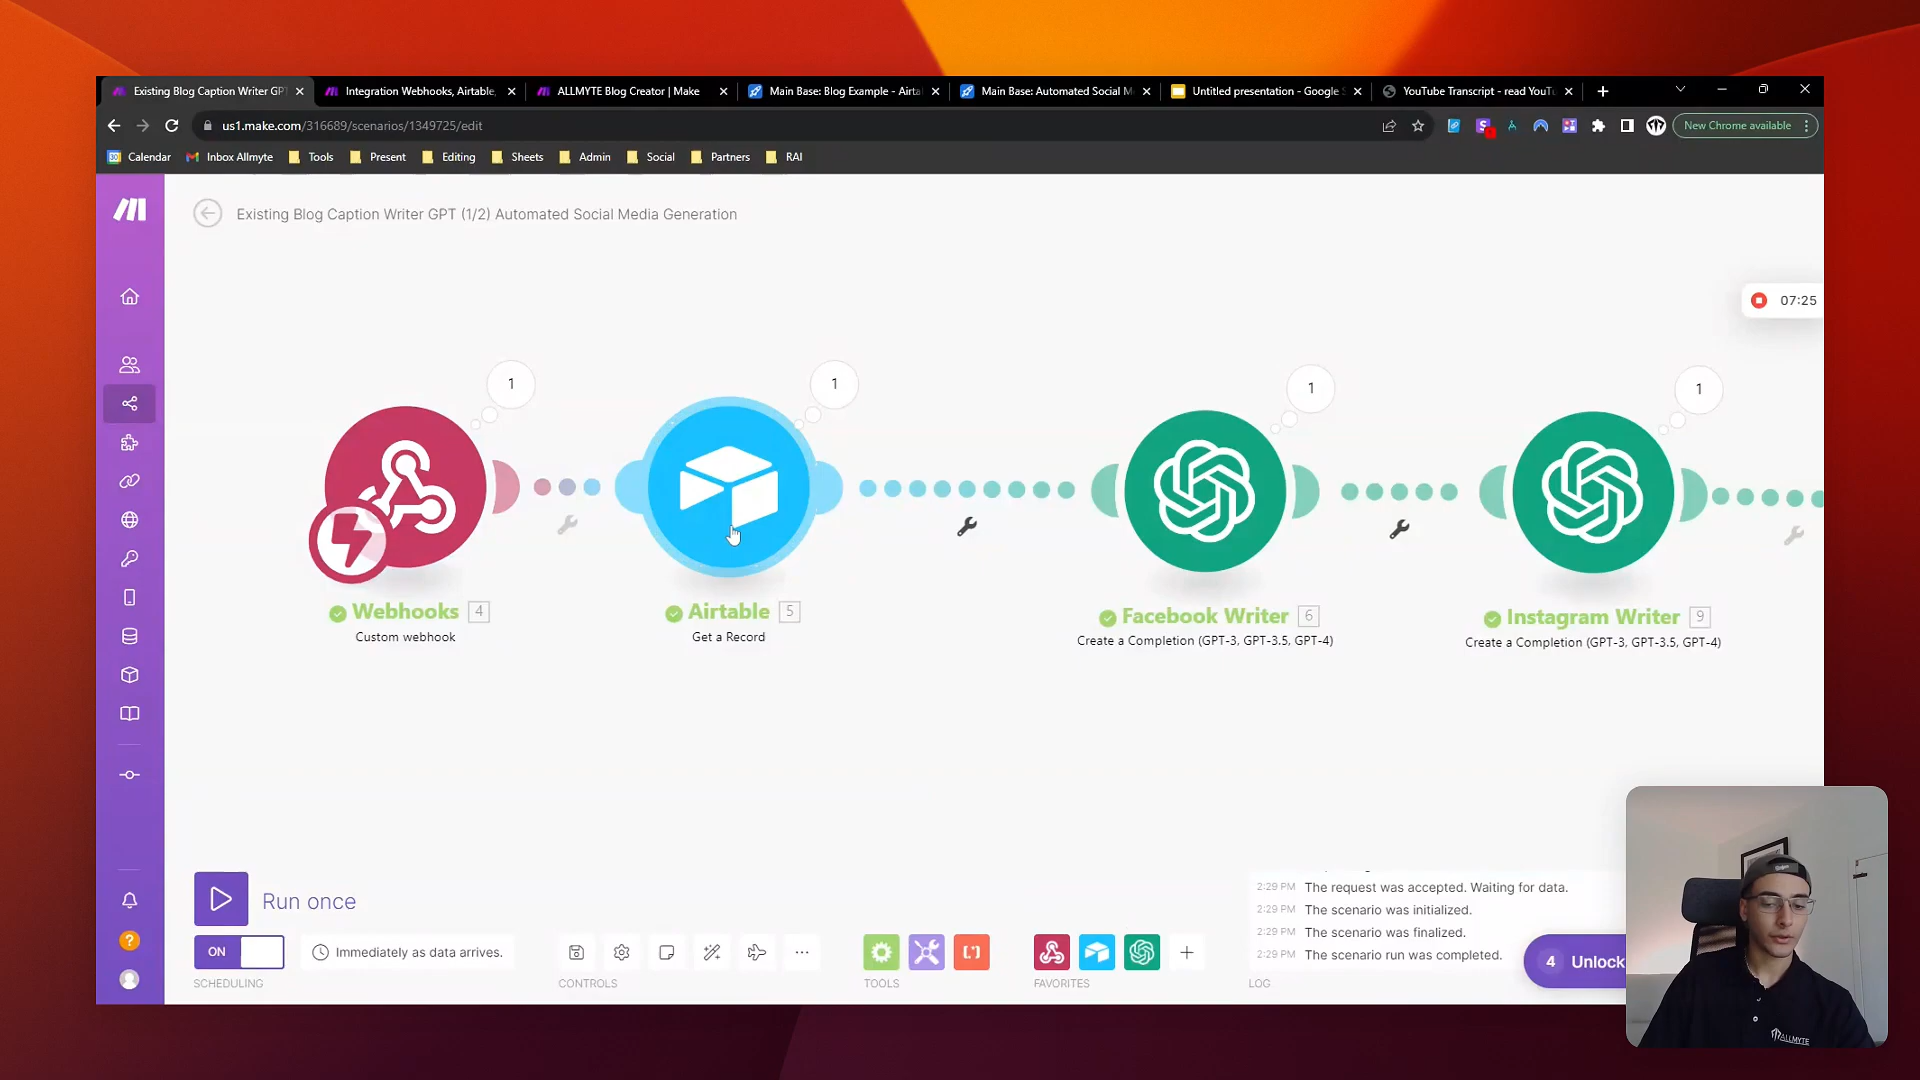 Existing Blog Caption Writer GP
Integration Webhooks, Airtable,
ALLMYTE Blog Creator | Make
Main Base: Blog Example - Airta
Main Base: Automated Social M
Untitled presentation - Google S
YouTube Transcript - read YouTu
us1.make.com/316689/scenarios/1349725/edit
New Chrome available
Calendar
Inbox Allmyte
Tools
Present
Editing
Sheets
Admin
Social
Partners
RAI
Existing Blog Caption Writer GPT (1/2) Automated Social Media Generation
07:25
1
1
1
1
Webhooks 4
Custom webhook
Airtable 5
Get a Record
Facebook Writer 6
Create a Completion (GPT-3, GPT-3.5, GPT-4)
Instagram Writer 9
Create a Completion (GPT-3, GPT-3.5, GPT-4)
Run once
ON
Immediately as data arrives.
SCHEDULING
CONTROLS
TOOLS
FAVORITES
2:29 PM The request was accepted. Waiting for data.
2:29 PM The scenario was initialized.
2:29 PM The scenario was finalized.
2:29 PM The scenario run was completed.
LOG
4 Unlock
ALLMYTE